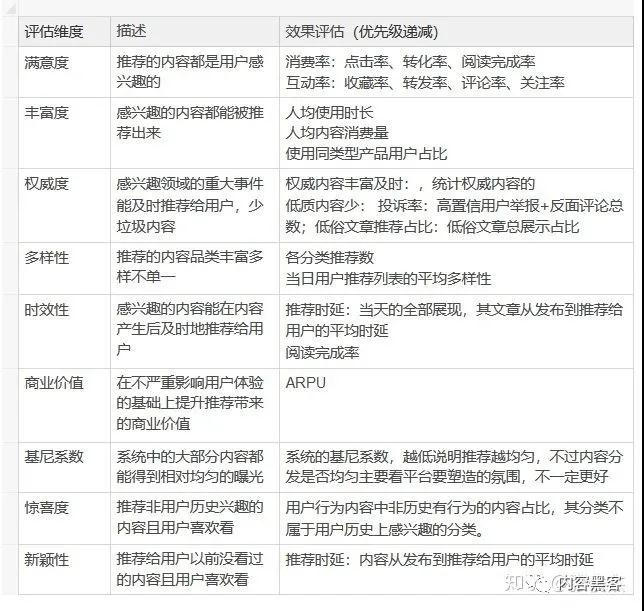 评估维度 描述 效果评估（优先级递减）
满意度 推荐的内容都是用户感 消费率：点击率、转化率、阅读完成率
兴趣的 互动率：收藏率、转发率、评论率、关注率
丰富度 感兴趣的内容都能被推 人均使用时长
荐出来 人均内容消费量
使用同类型产品用户占比
权威度 感兴趣领域的重大事件 权威内容丰富及时：，统计权威内容的
能及时推荐给用户，少 低质内容少： 投诉率：高置信用户举报+反面评论总
垃圾内容 数；低俗文章推荐占比：低俗文章总展示占比
多样性 推荐的内容品类丰富多 各分类推荐数
样不单一 当日用户推荐列表的平均多样性
时效性 感兴趣的内容能在内容 推荐时延：当天的全部展现，其文章从发布到推荐给
产生后及时地推荐给用 用户的平均时延
户 阅读完成率
商业价值 在不严重影响用户体验 ARPU
的基础上提升推荐带来
的商业价值
基尼系数 系统中的大部分内容都 系统的基尼系数，越低说明推荐越均匀，不过内容分
能得到相对均匀的曝光 发是否均匀主要看平台要塑造的氛围，不一定更好
惊喜度 推荐非用户历史兴趣的 用户行为内容中非历史有行为的内容占比，其分类不
内容且用户喜欢看 属于用户历史上感兴趣的分类。
新颖性 推荐给用户以前没看过 推荐时延：内容从发布到推荐给用户的平均时延
的内容且用户喜欢看
内容黑客